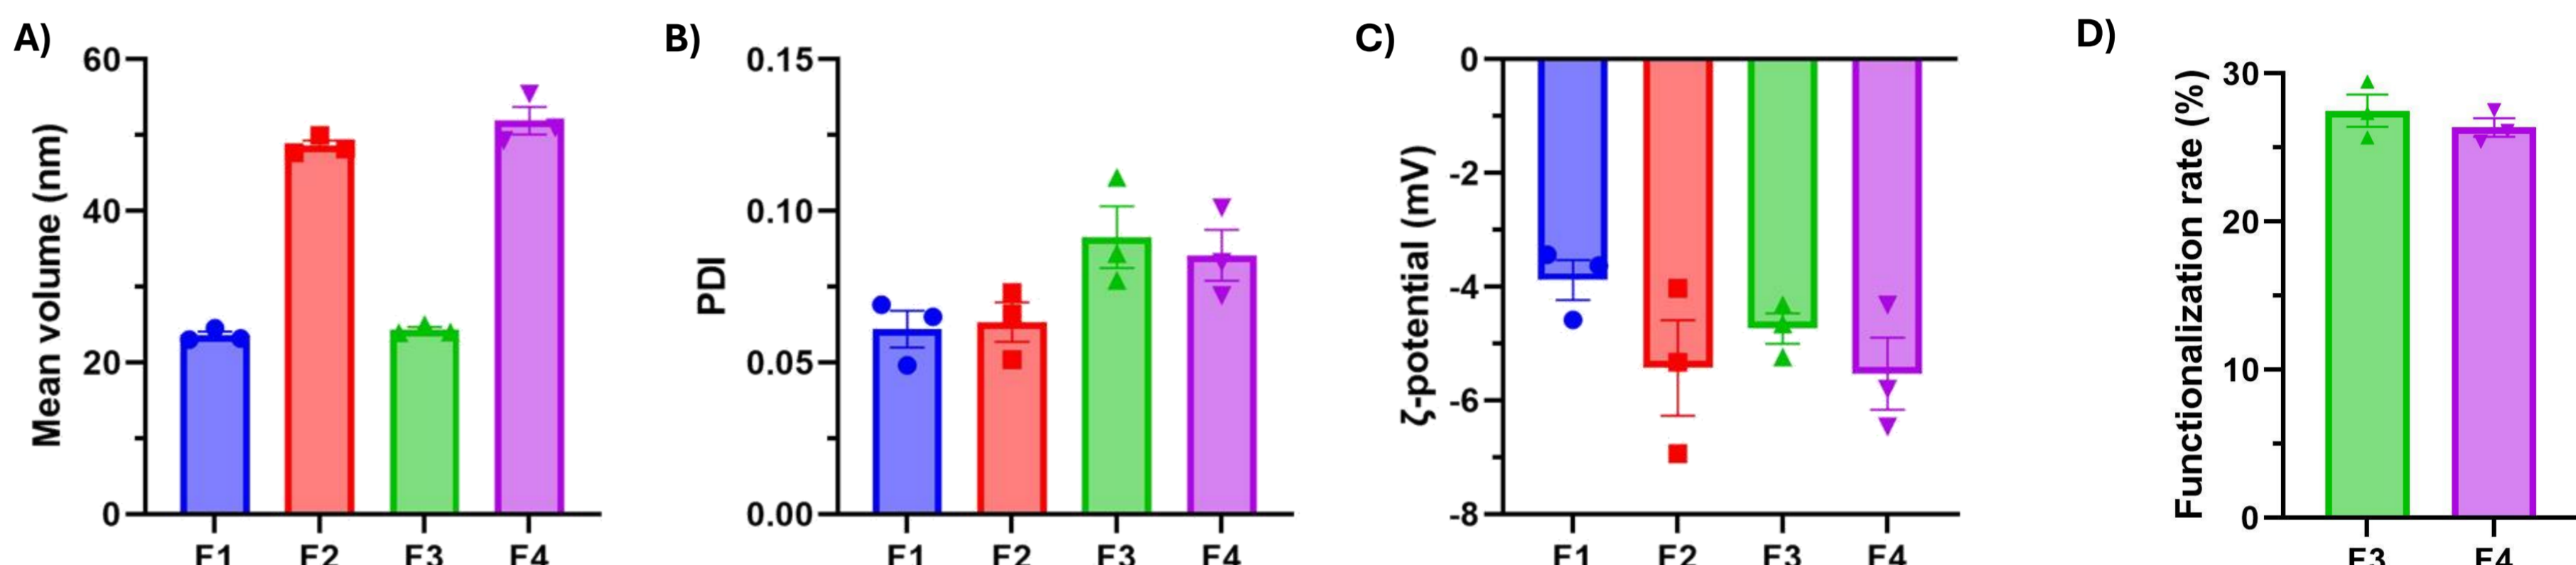 A)
Mean volume (nm)
60
40
20
0
F1 F2 F3 F4
B)
PDI
0.15
0.10
0.05
0.00
F1 F2 F3 F4
C)
ζ-potential (mV)
0
-2
-4
-6
-8
F1 F2 F3 F4
D)
Functionalization rate (%)
30
20
10
0
F3 F4